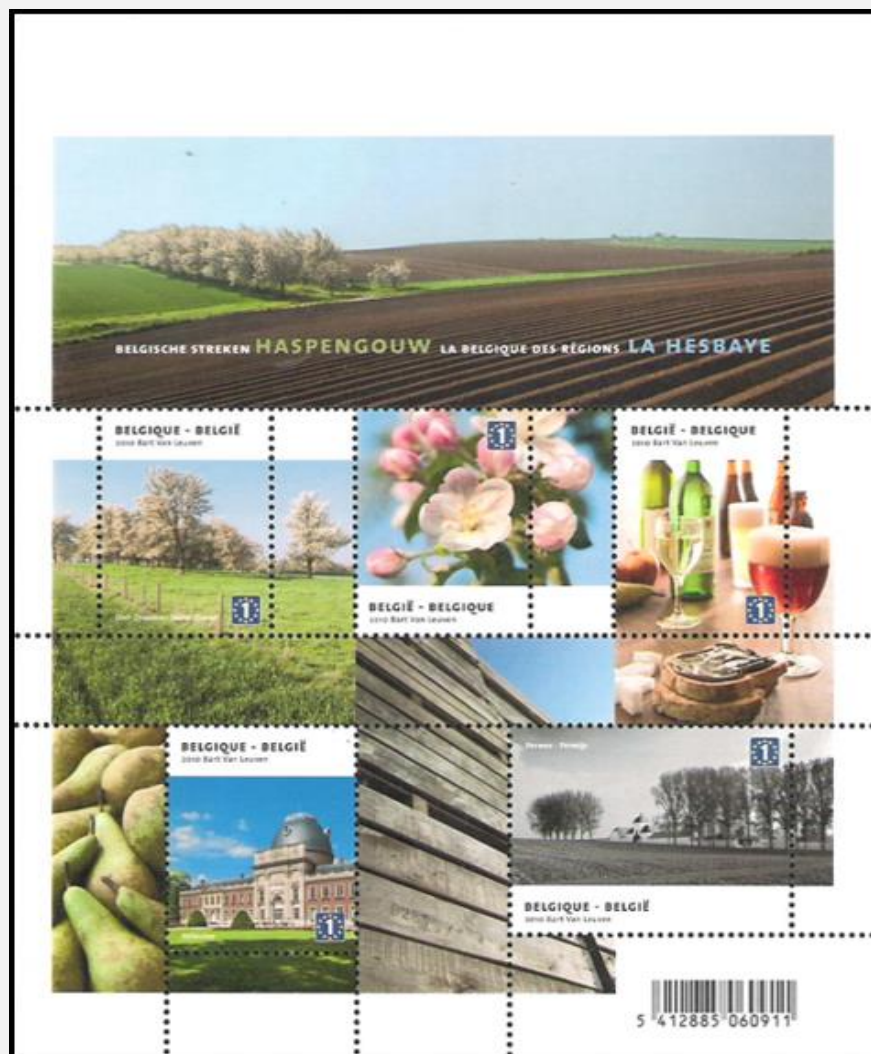 BELGISCHE STREKEN HASPENGOUW LA BELGIQUE DES RÉGIONS LA HESBAYE
BELGIQUE - BELGIË
2010 Bart Van Leuven
1
1
BELGIË - BELGIQUE
2010 Bart Van Leuven
BELGIË - BELGIQUE
2010 Bart Van Leuven
1
BELGIQUE - BELGIË
2010 Bart Van Leuven
1
1
BELGIQUE - BELGIË
2010 Bart Van Leuven
5 412885 060911